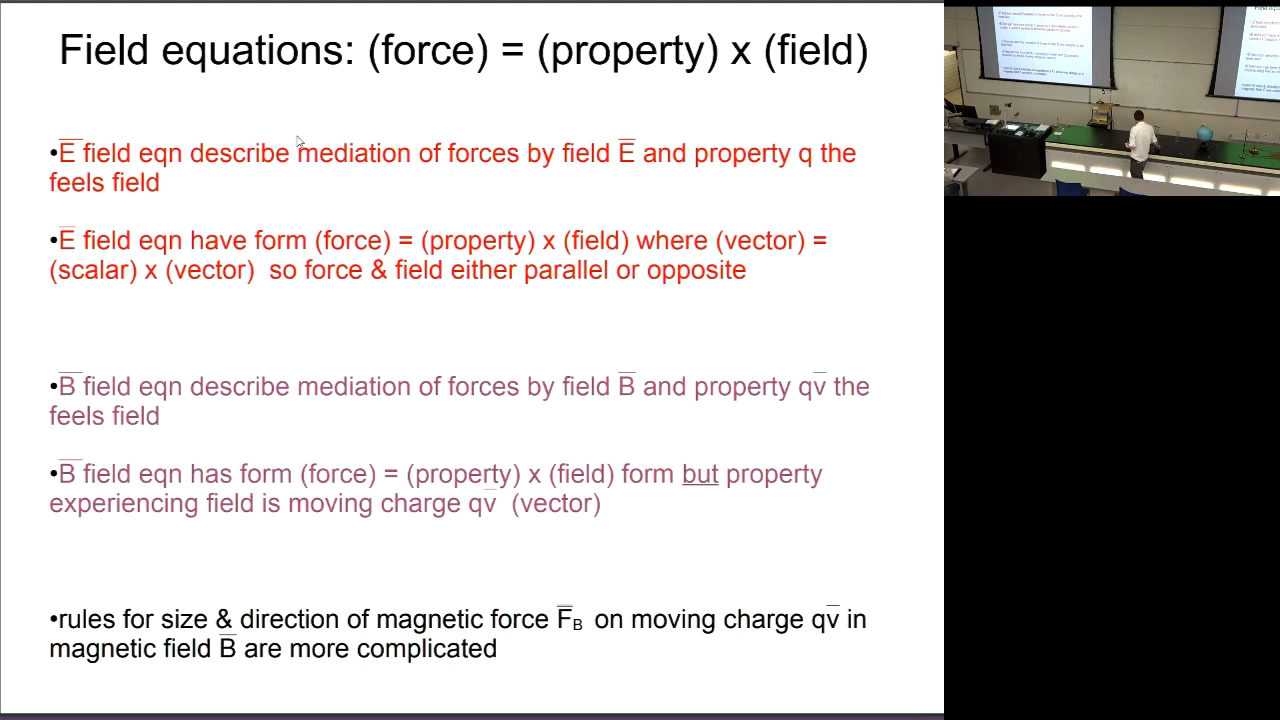 Field equations: (force) = (property) x (field)
•E̅ field eqn describe mediation of forces by field E̅ and property q the
feels field
•E̅ field eqn have form (force) = (property) x (field) where (vector) =
(scalar) x (vector) so force & field either parallel or opposite
•B̅ field eqn describe mediation of forces by field B̅ and property qv̅ the
feels field
•B̅ field eqn has form (force) = (property) x (field) form but property
experiencing field is moving charge qv̅ (vector)
•rules for size & direction of magnetic force F̅B on moving charge qv̅ in
magnetic field B̅ are more complicated